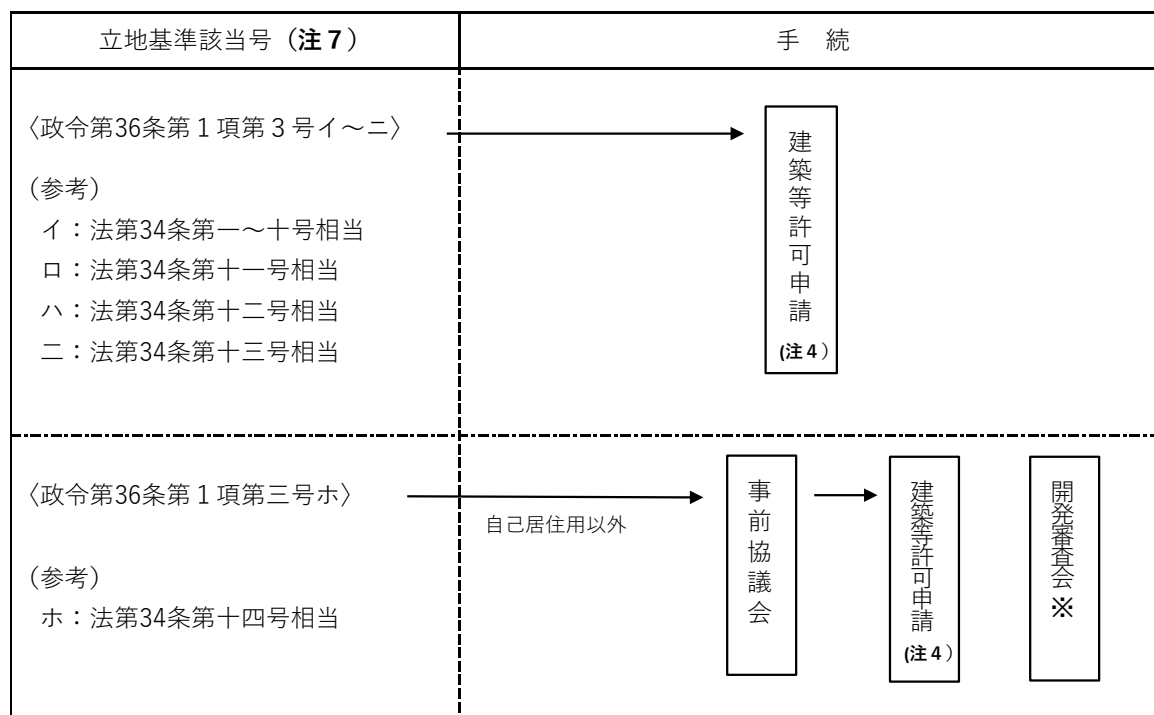 立地基準該当号（注７）
手　続
〈政令第36条第１項第３号イ～ニ〉
（参考）
イ：法第34条第一～十号相当
ロ：法第34条第十一号相当
ハ：法第34条第十二号相当
ニ：法第34条第十三号相当
建築等許可申請
（注４）
〈政令第36条第１項第三号ホ〉
（参考）
ホ：法第34条第十四号相当
自己居住用以外
事前協議会
建築等許可申請
（注４）
開発審査会※